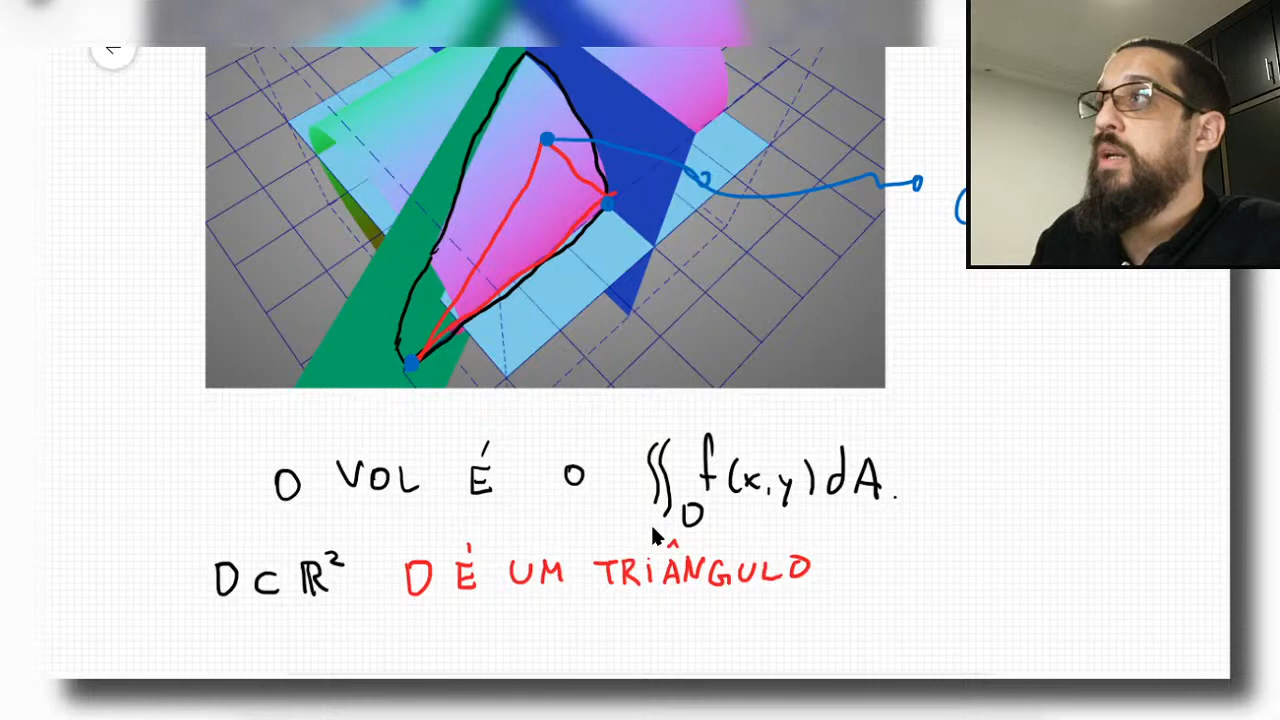 O VOL É O ∬_D f(x,y)dA.
D ⊂ ℝ² D É UM TRIÂNGULO